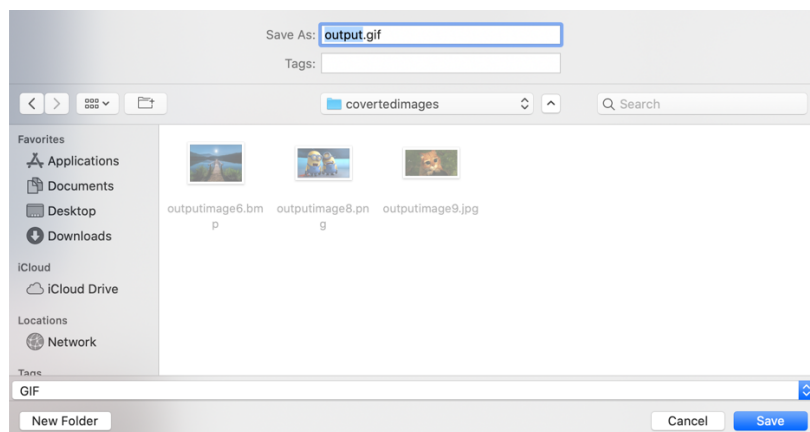 Save As: output.gif
Tags:
covertedimages
Search
Favorites
Applications
Documents
Desktop
Downloads
iCloud
iCloud Drive
Locations
Network
Tags
outputimage6.bm
p
outputimage8.pn
g
outputimage9.jpg
GIF
New Folder
Cancel
Save